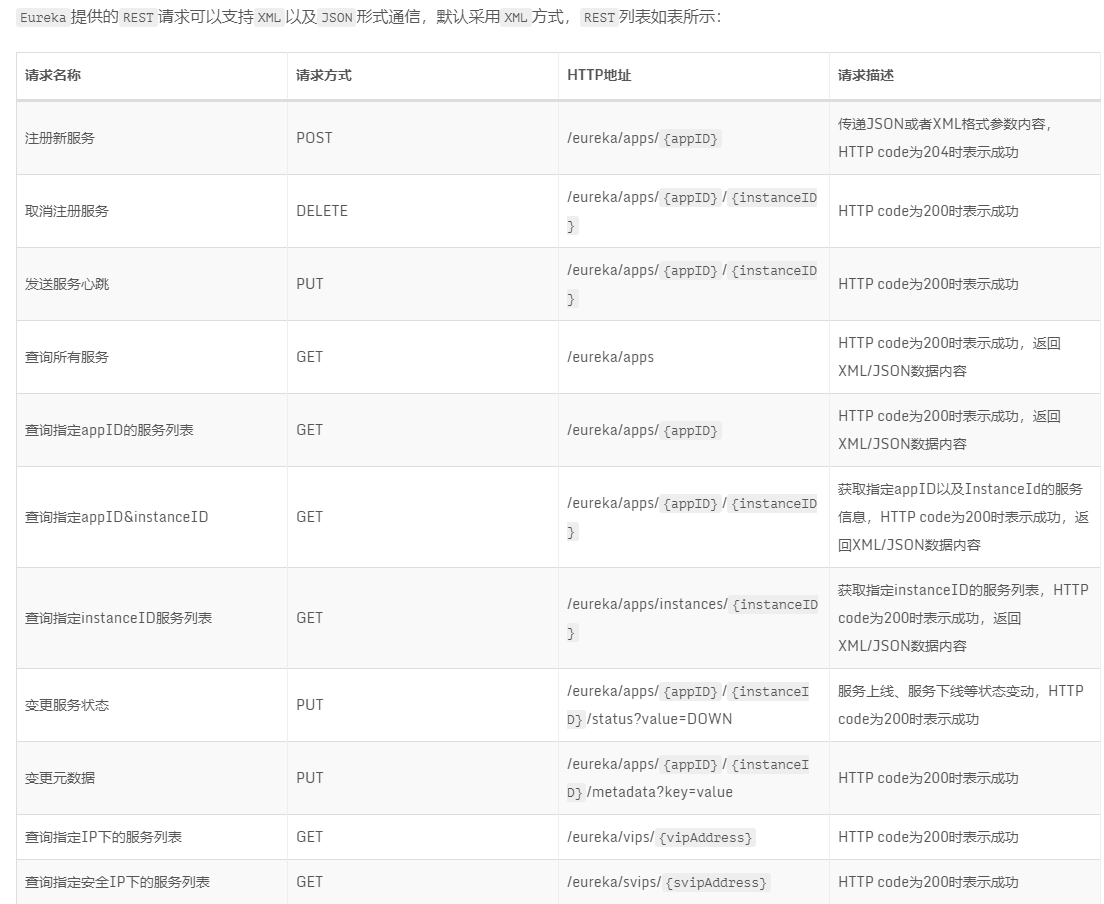 Eureka提供的REST请求可以支持XML以及JSON形式通信，默认采用XML方式，REST列表如表所示：
请求名称 请求方式 HTTP地址 请求描述
注册新服务 POST /eureka/apps/{appID} 传递JSON或者XML格式参数内容，
HTTP code为204时表示成功
取消注册服务 DELETE /eureka/apps/{appID}/{instanceID
} HTTP code为200时表示成功
发送服务心跳 PUT /eureka/apps/{appID}/{instanceID
} HTTP code为200时表示成功
查询所有服务 GET /eureka/apps HTTP code为200时表示成功，返回
XML/JSON数据内容
查询指定appID的服务列表 GET /eureka/apps/{appID} HTTP code为200时表示成功，返回
XML/JSON数据内容
查询指定appID&instanceID GET /eureka/apps/{appID}/{instanceID
} 获取指定appID以及InstanceId的服务
信息，HTTP code为200时表示成功，返
回XML/JSON数据内容
查询指定instanceID服务列表 GET /eureka/apps/instances/{instanceID
} 获取指定instanceID的服务列表，HTTP
code为200时表示成功，返回
XML/JSON数据内容
变更服务状态 PUT /eureka/apps/{appID}/{instanceI
D}/status?value=DOWN 服务上线、服务下线等状态变动，HTTP
code为200时表示成功
变更元数据 PUT /eureka/apps/{appID}/{instanceI
D}/metadata?key=value HTTP code为200时表示成功
查询指定IP下的服务列表 GET /eureka/vips/{vipAddress} HTTP code为200时表示成功
查询指定安全IP下的服务列表 GET /eureka/svips/{svipAddress} HTTP code为200时表示成功